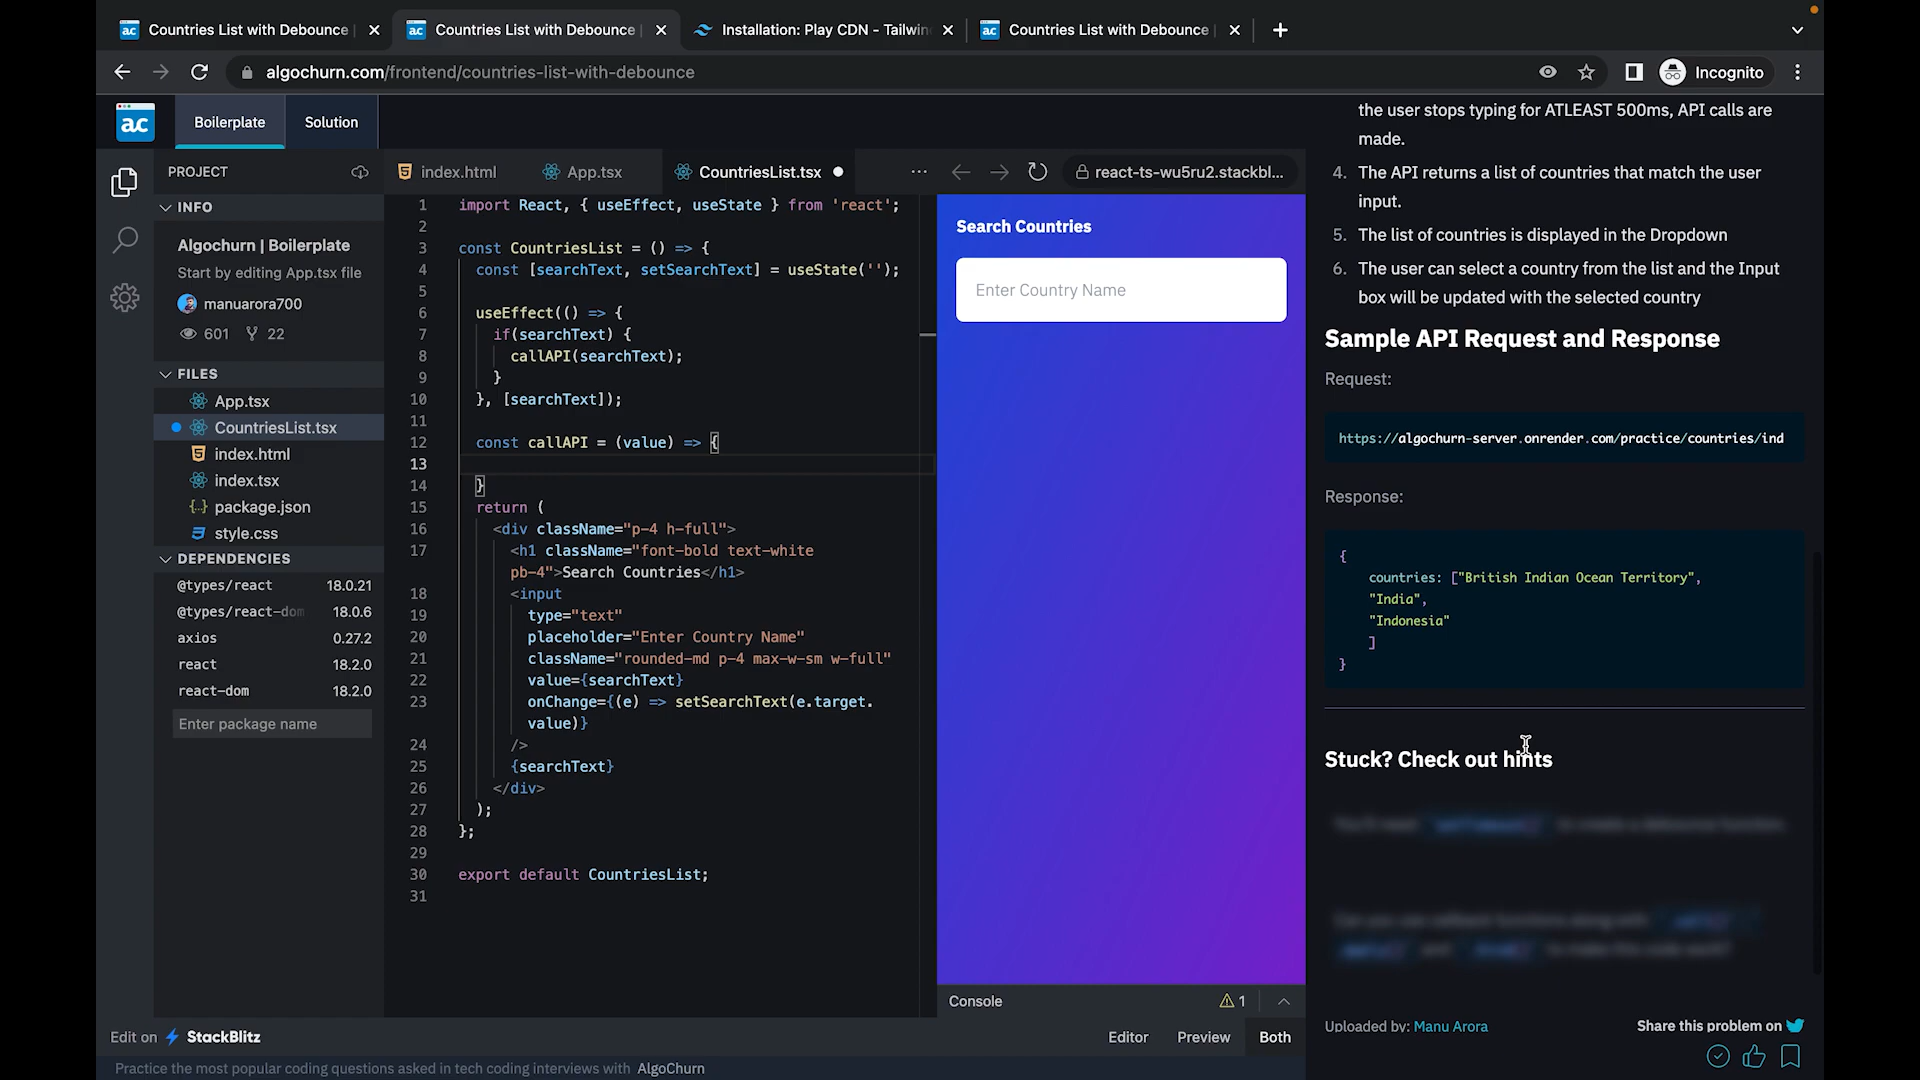 Countries List with Debounce
Countries List with Debounce
Installation: Play CDN - Tailwin
Countries List with Debounce
algochurn.com/frontend/countries-list-with-debounce
Incognito
ac
Boilerplate
Solution
PROJECT
INFO
Algochurn | Boilerplate
Start by editing App.tsx file
manuarora700
601 22
FILES
App.tsx
CountriesList.tsx
index.html
index.tsx
package.json
style.css
DEPENDENCIES
@types/react 18.0.21
@types/react-dom 18.0.6
axios 0.27.2
react 18.2.0
react-dom 18.2.0
Enter package name
index.html
App.tsx
CountriesList.tsx
1 import React, { useEffect, useState } from 'react';
2
3 const CountriesList = () => {
4 const [searchText, setSearchText] = useState('');
5
6 useEffect(() => {
7 if(searchText) {
8 callAPI(searchText);
9 }
10 }, [searchText]);
11
12 const callAPI = (value) => {
13
14 }
15 return (
16 <div className="p-4 h-full">
17 <h1 className="font-bold text-white
pb-4">Search Countries</h1>
18 <input
19 type="text"
20 placeholder="Enter Country Name"
21 className="rounded-md p-4 max-w-sm w-full"
22 value={searchText}
23 onChange={(e) => setSearchText(e.target.
value)}
24 />
25 {searchText}
26 </div>
27 );
28 };
29
30 export default CountriesList;
31
react-ts-wu5ru2.stackbl...
Search Countries
Enter Country Name
Console
1
Editor
Preview
Both
Edit on StackBlitz
Practice the most popular coding questions asked in tech coding interviews with AlgoChurn
the user stops typing for ATLEAST 500ms, API calls are
made.
4. The API returns a list of countries that match the user
input.
5. The list of countries is displayed in the Dropdown
6. The user can select a country from the list and the Input
box will be updated with the selected country
Sample API Request and Response
Request:
https://algochurn-server.onrender.com/practice/countries/ind
Response:
{
countries: ["British Indian Ocean Territory",
"India",
"Indonesia"
]
}
Stuck? Check out hints
Uploaded by: Manu Arora
Share this problem on